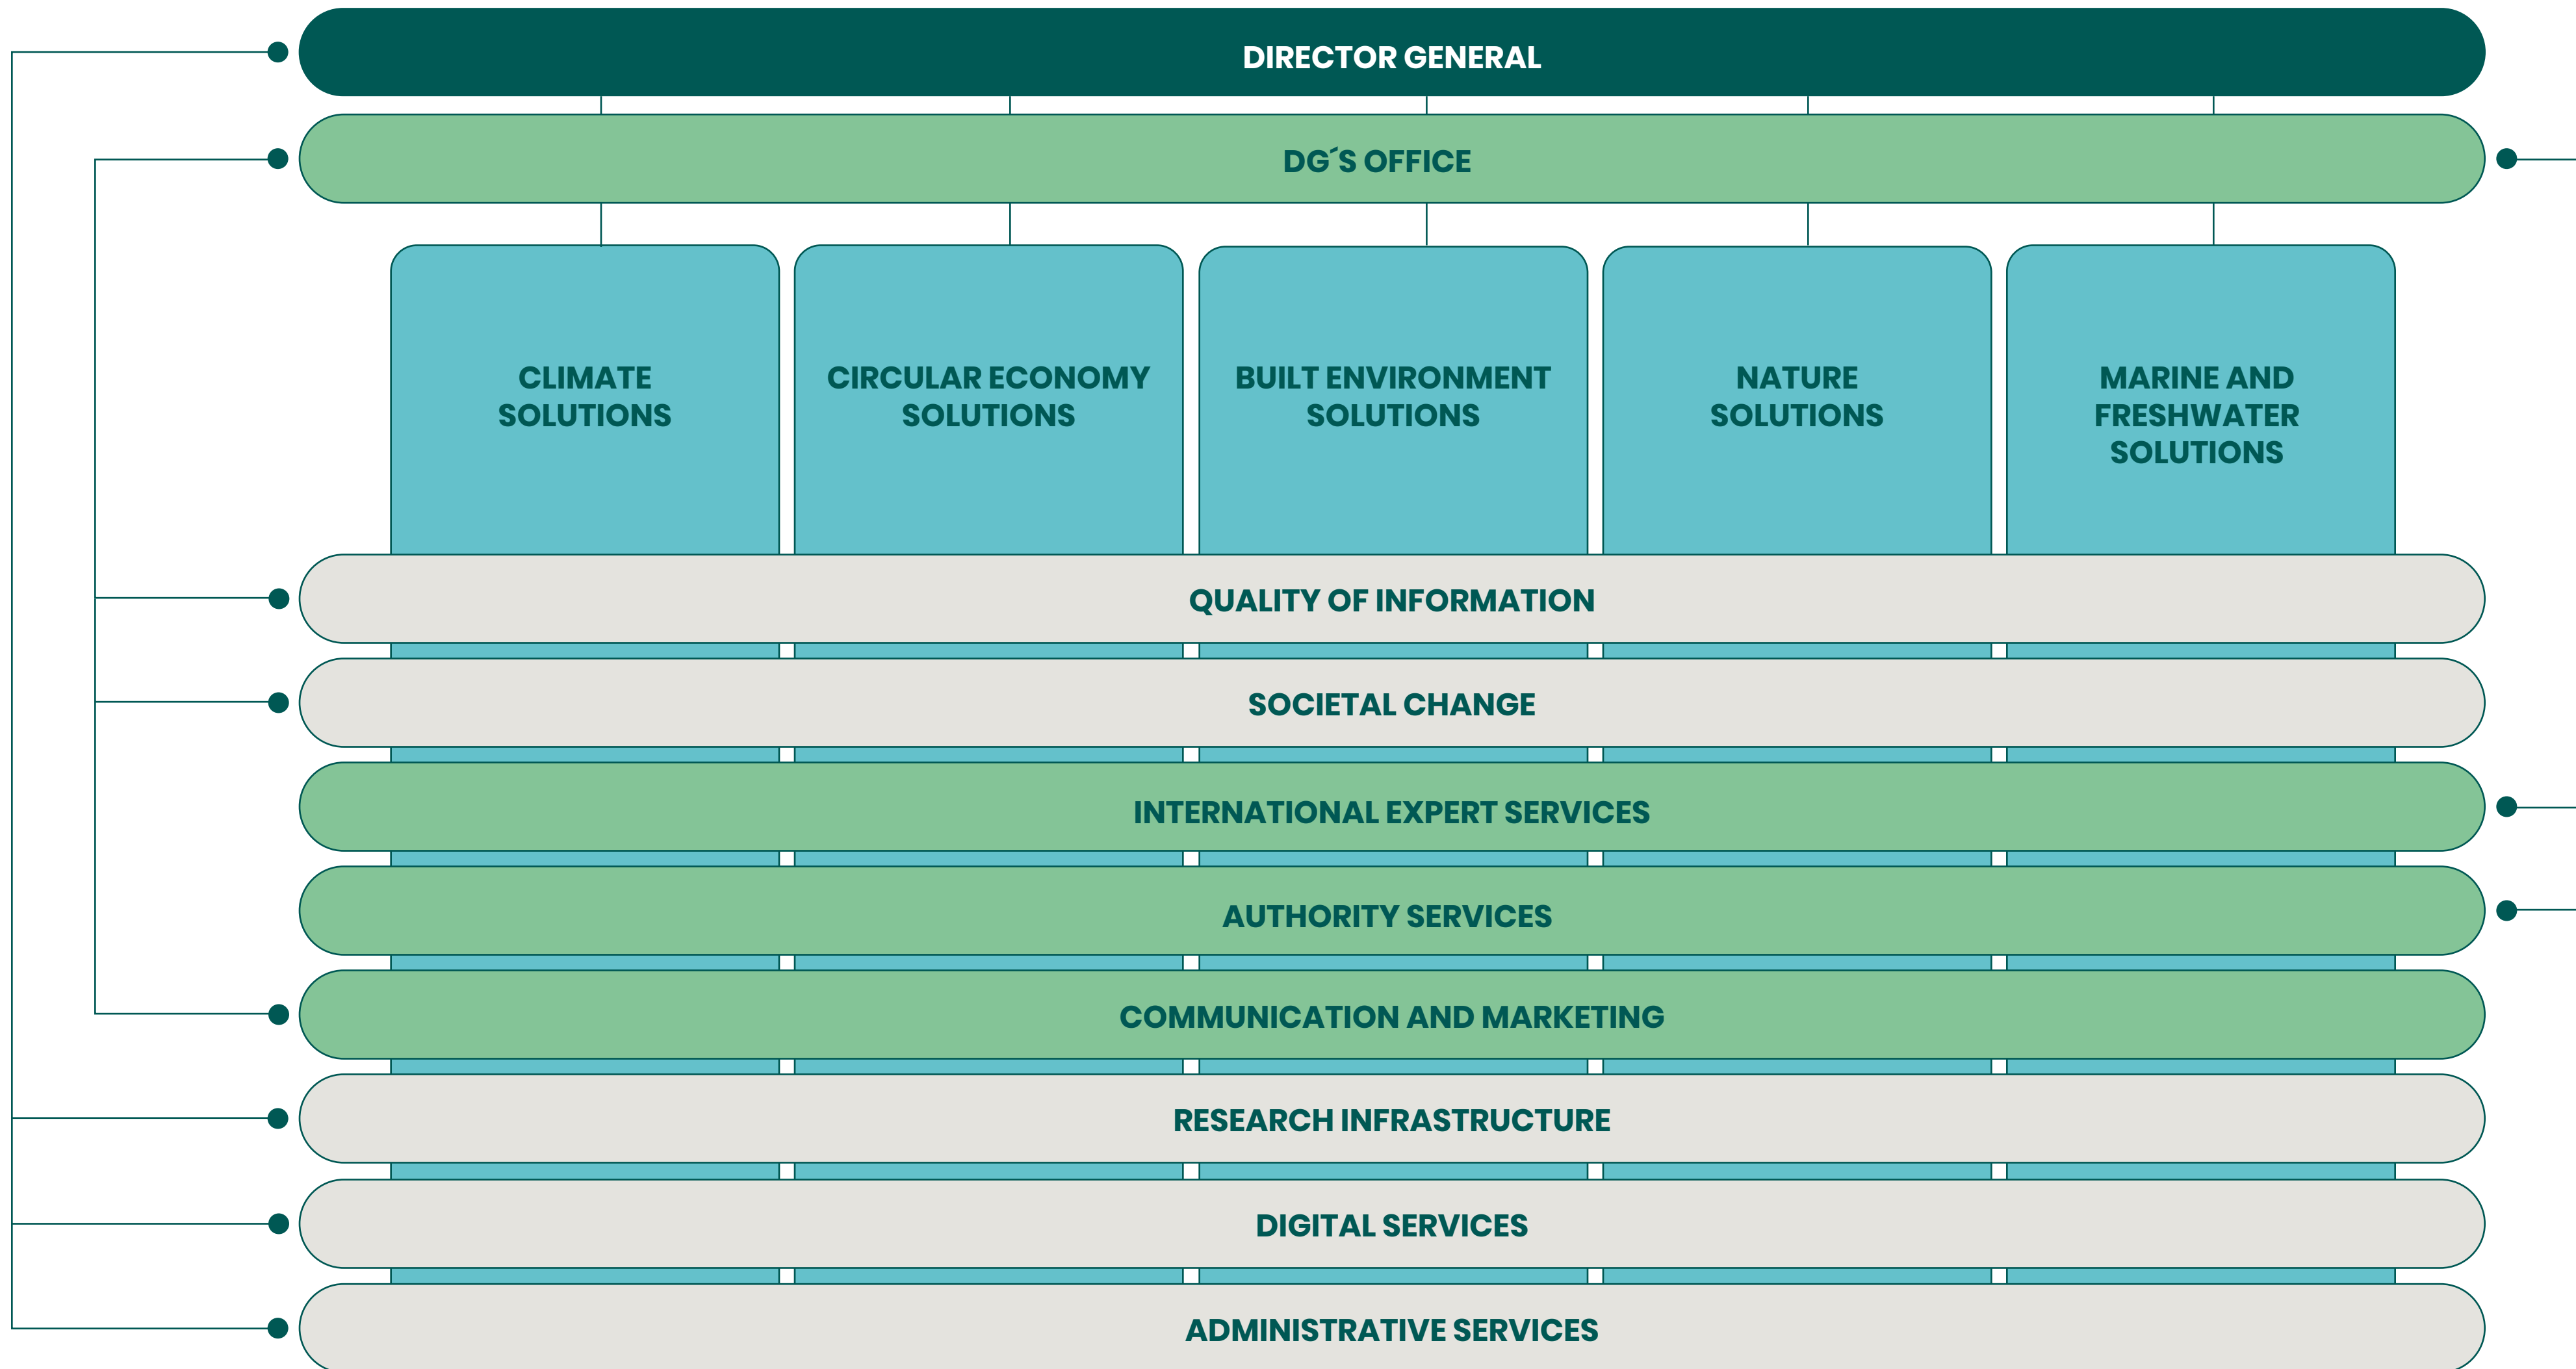 DIRECTOR GENERAL
DG´S OFFICE
CLIMATE
SOLUTIONS
CIRCULAR ECONOMY
SOLUTIONS
BUILT ENVIRONMENT
SOLUTIONS
NATURE
SOLUTIONS
MARINE AND
FRESHWATER
SOLUTIONS
QUALITY OF INFORMATION
SOCIETAL CHANGE
INTERNATIONAL EXPERT SERVICES
AUTHORITY SERVICES
COMMUNICATION AND MARKETING
RESEARCH INFRASTRUCTURE
DIGITAL SERVICES
ADMINISTRATIVE SERVICES